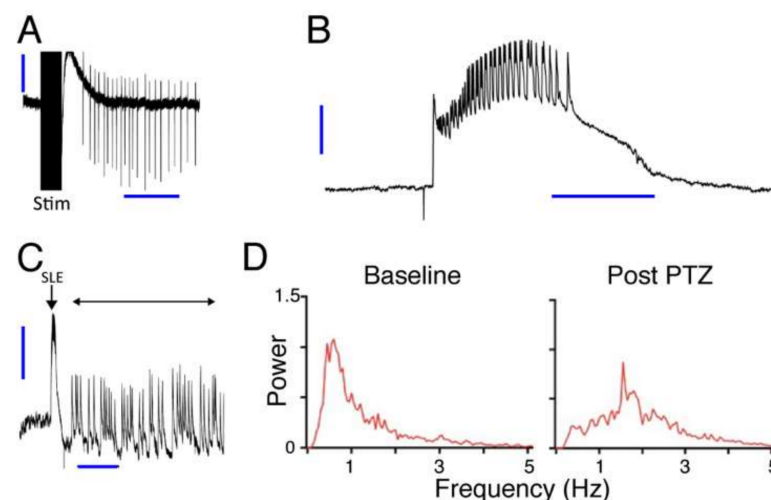 A
B
Stim
C
SLE
D
Baseline
Post PTZ
1.5
Power
0
1
3
5
1
3
5
Frequency (Hz)